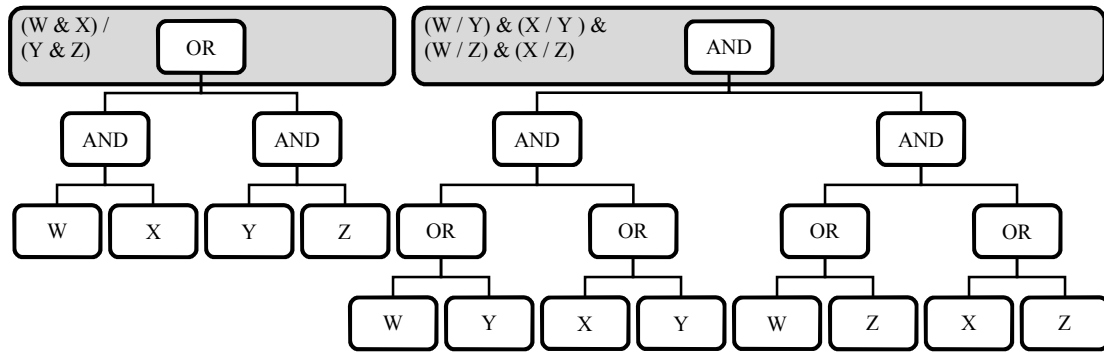 (W & X) /
(Y & Z)
OR
(W / Y) & (X / Y ) &
(W / Z) & (X / Z)
AND
AND
AND
AND
AND
W
X
Y
Z
OR
OR
OR
OR
W
Y
X
Y
W
Z
X
Z